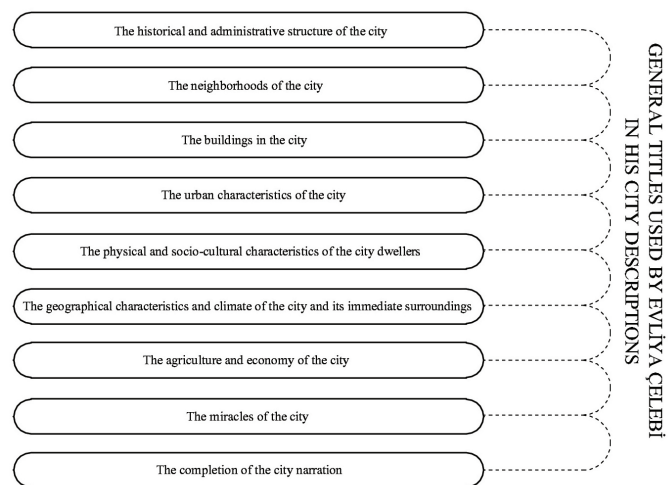 The historical and administrative structure of the city
The neighborhoods of the city
The buildings in the city
The urban characteristics of the city
The physical and socio-cultural characteristics of the city dwellers
The geographical characteristics and climate of the city and its immediate surroundings
The agriculture and economy of the city
The miracles of the city
The completion of the city narration
GENERAL TITLES USED BY EVLİYA ÇELEBİ
IN HIS CITY DESCRIPTIONS